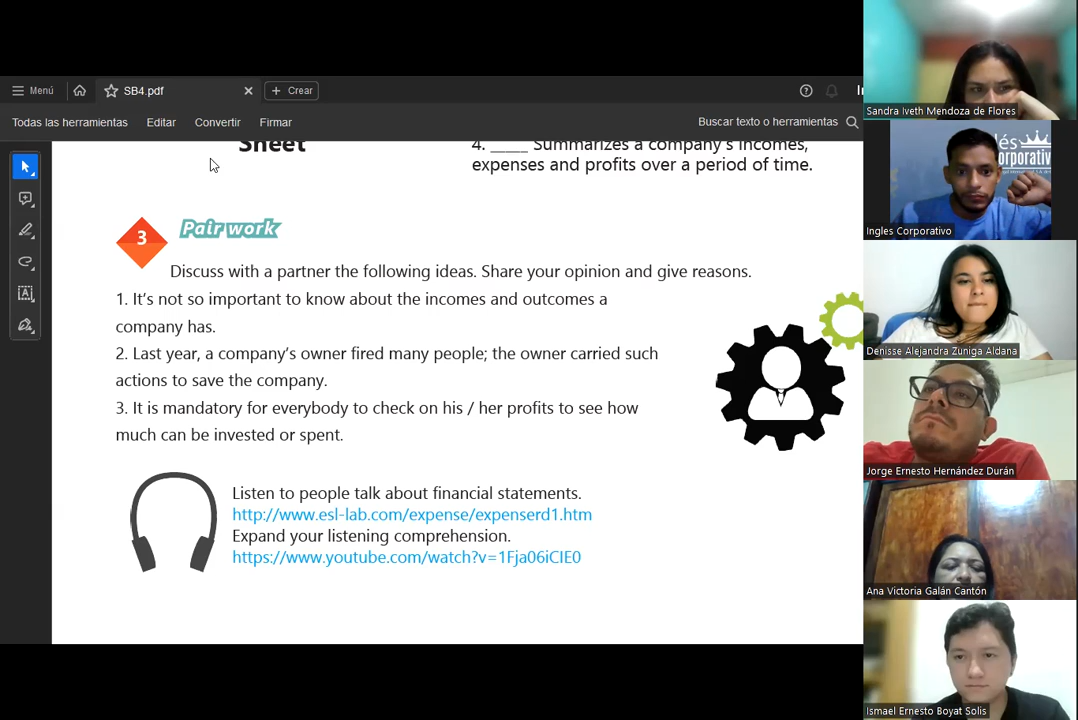 Menú
SB4.pdf
Crear
Todas las herramientas
Editar
Convertir
Firmar
Buscar texto o herramientas
Sheet
4. _____ Summarizes a company's incomes,
expenses and profits over a period of time.
3
Pair work
Discuss with a partner the following ideas. Share your opinion and give reasons.
1. It's not so important to know about the incomes and outcomes a
company has.
2. Last year, a company's owner fired many people; the owner carried such
actions to save the company.
3. It is mandatory for everybody to check on his / her profits to see how
much can be invested or spent.
Listen to people talk about financial statements.
http://www.esl-lab.com/expense/expenserd1.htm
Expand your listening comprehension.
https://www.youtube.com/watch?v=1Fja06iCIE0
Sandra Iveth Mendoza de Flores
Ingles Corporativo
Denisse Alejandra Zuniga Aldana
Jorge Ernesto Hernández Durán
Ana Victoria Galán Cantón
Ismael Ernesto Boyat Solis